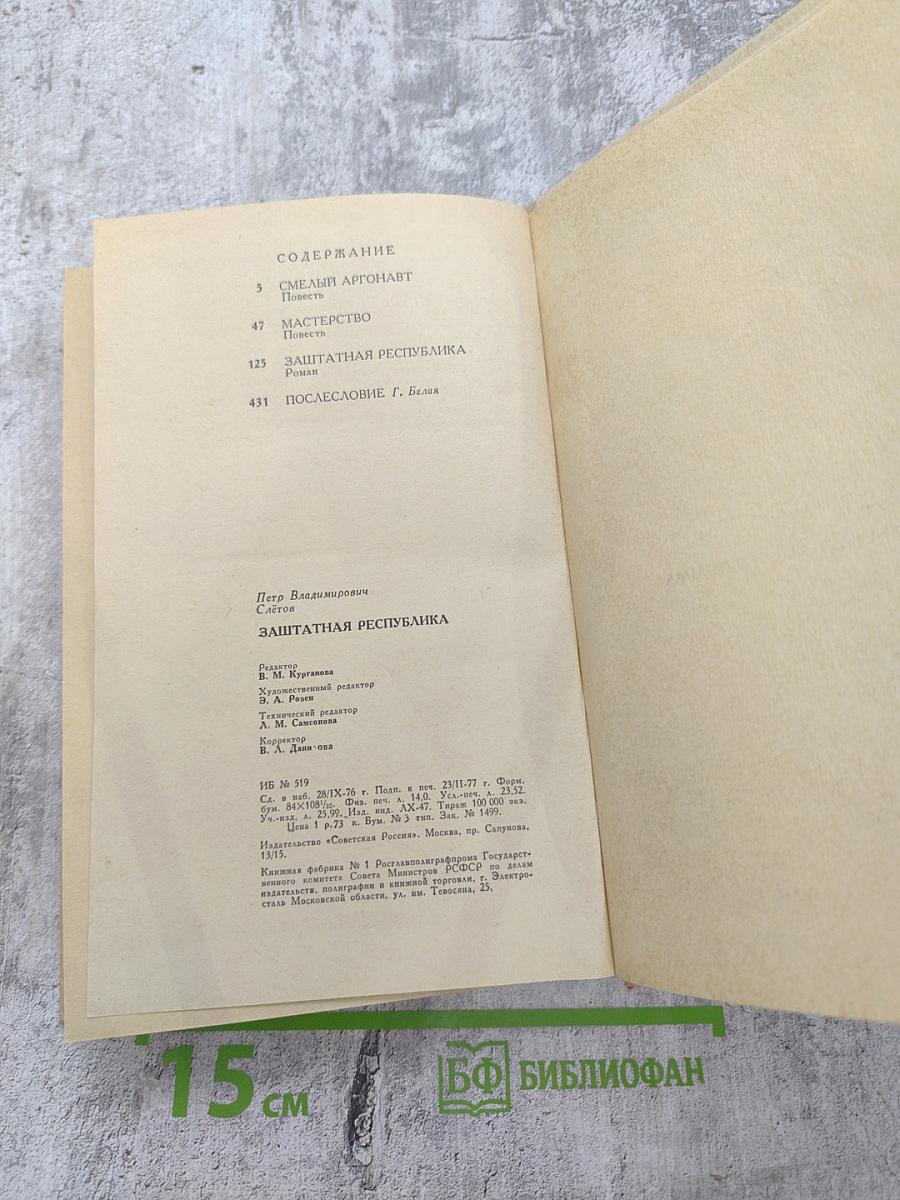 СОДЕРЖАНИЕ
5 СМЕЛЫЙ АРГОНАВТ
Повесть
47 МАСТЕРСТВО
Повесть
125 ЗАШТАТНАЯ РЕСПУБЛИКА
Роман
431 ПОСЛЕСЛОВИЕ Г. Белая
Петр Владимирович
Слётов
ЗАШТАТНАЯ РЕСПУБЛИКА
Редактор
В. М. Курганова
Художественный редактор
Э. А. Розен
Технический редактор
Л. М. Самсонова
Корректор
В. Л. Данилова
ИБ № 519
Сд. в наб. 28/IX-76 г. Подп. к печ. 23/II-77 г. Форм.
бум. 84×108¹/₃₂. Физ. печ. л. 14,0. Усл.-печ. л. 23,52.
Уч.-изд. л. 25,99. Изд. инд. ЛХ-47. Тираж 100 000 экз.
Цена 1 р. 73 к. Бум. № 3 тип. Зак. № 1499.
Издательство «Советская Россия». Москва, пр. Сапунова,
13/15.
Книжная фабрика № 1 Росглавполиграфпрома Государст-
венного комитета Совета Министров РСФСР по делам
издательств, полиграфии и книжной торговли, г. Электро-
сталь Московской области, ул. им. Тевосяна, 25,
15 см
БФ БИБЛИОФАН